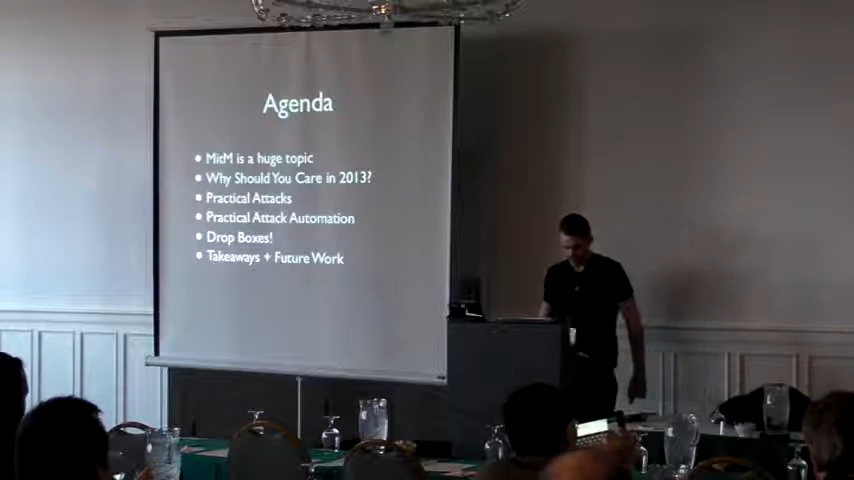 Agenda
• MitM is a huge topic
• Why Should You Care in 2013?
• Practical Attacks
• Practical Attack Automation
• Drop Boxes!
• Takeaways + Future Work